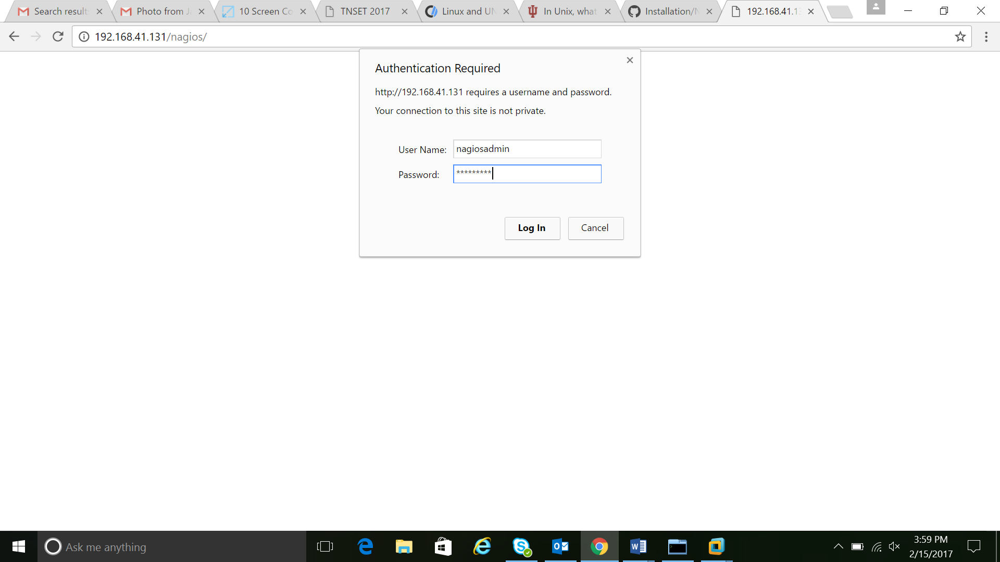 Search result
Photo from J
10 Screen Co
TNSET 2017
Linux and UN
In Unix, what
Installation/N
192.168.41.13
192.168.41.131/nagios/
Authentication Required
http://192.168.41.131 requires a username and password.
Your connection to this site is not private.
User Name: nagiosadmin
Password: *********
Log In Cancel
Ask me anything
3:59 PM
2/15/2017